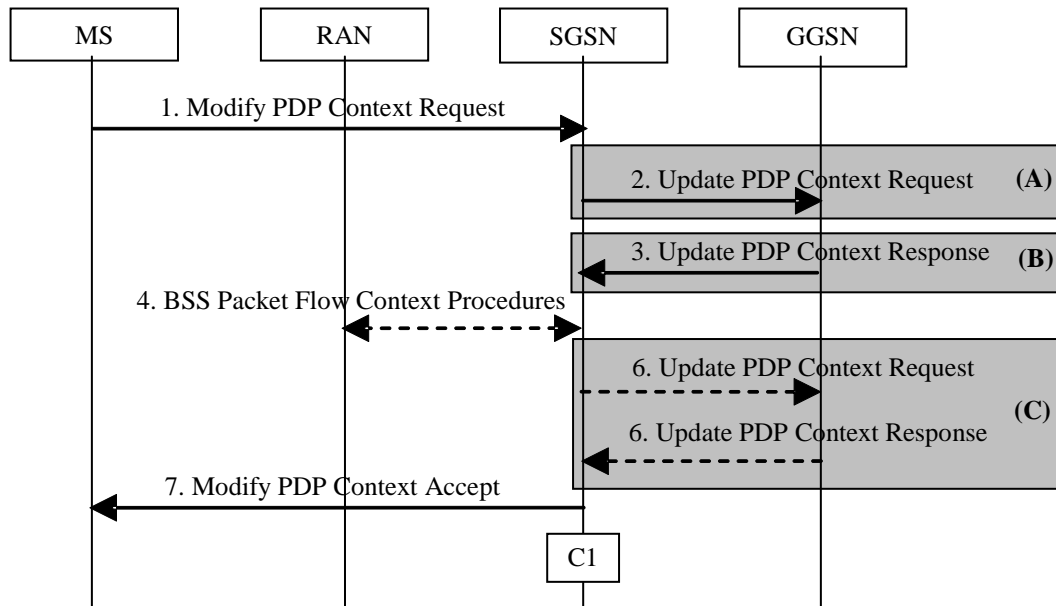 MS
RAN
SGSN
GGSN
1. Modify PDP Context Request
2. Update PDP Context Request
(A)
3. Update PDP Context Response
(B)
4. BSS Packet Flow Context Procedures
6. Update PDP Context Request
(C)
6. Update PDP Context Response
7. Modify PDP Context Accept
C1